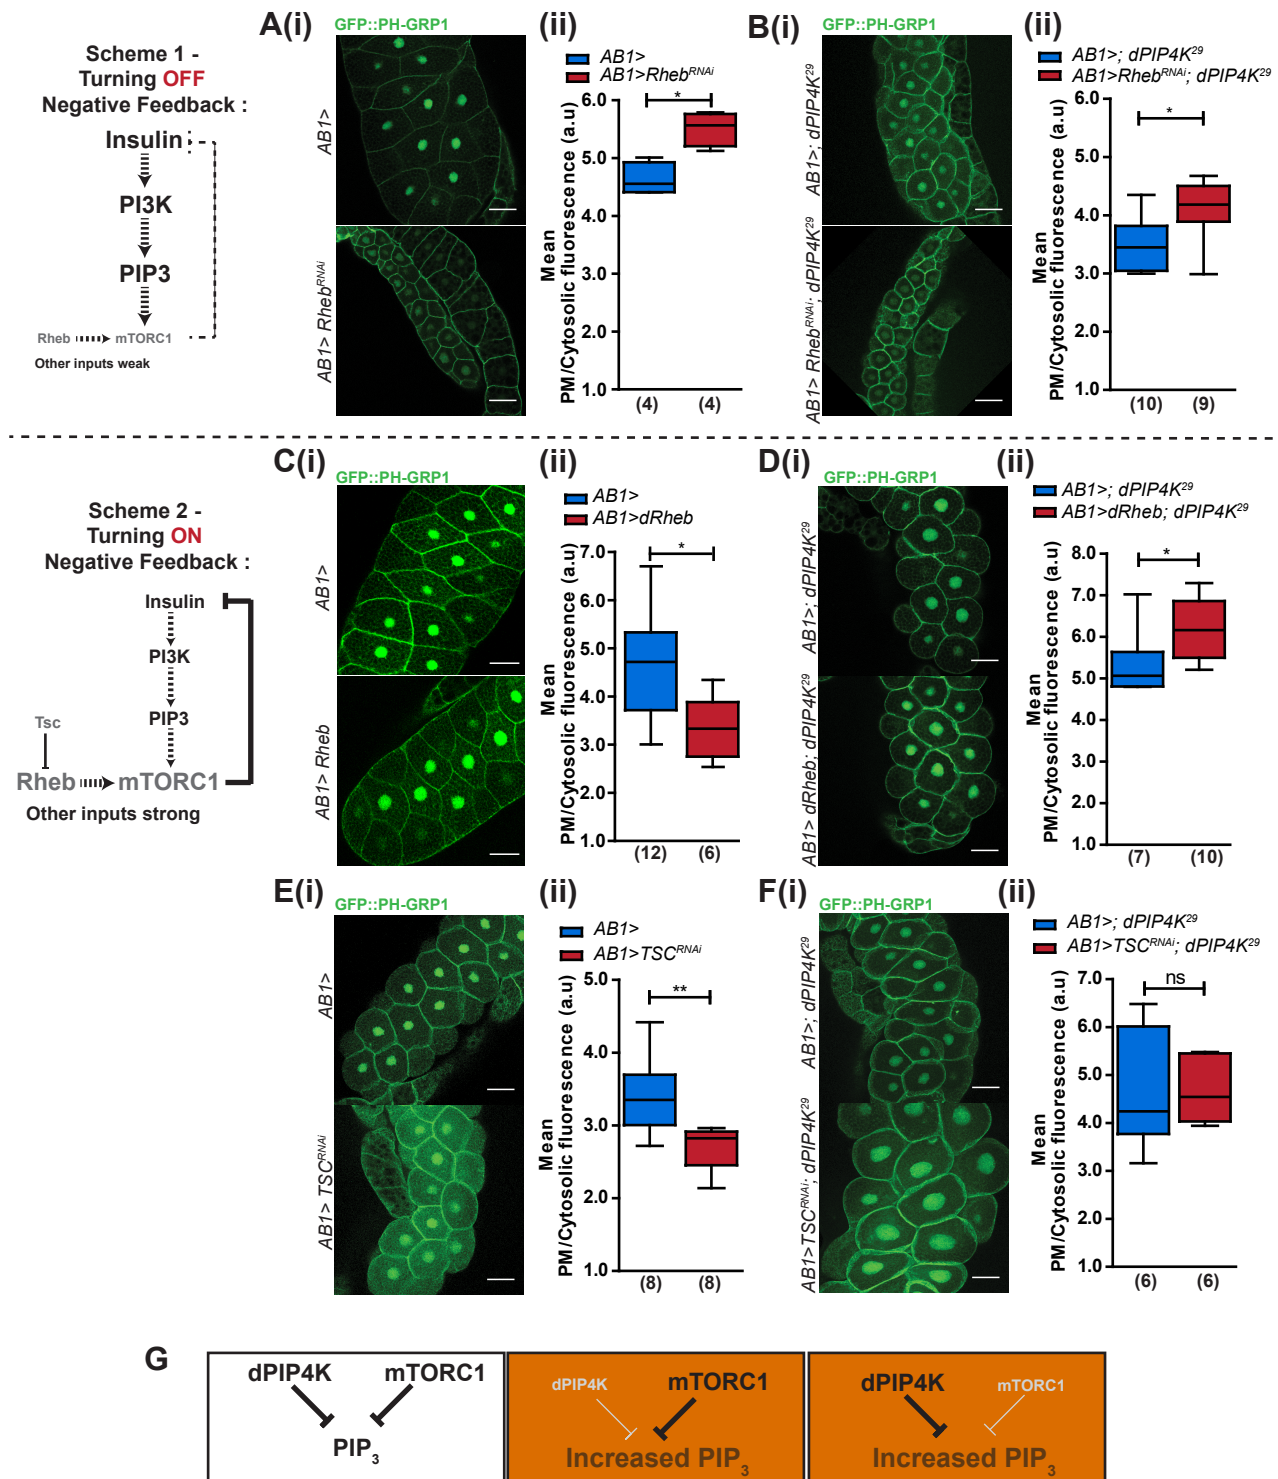 Scheme 1 -
Turning OFF
Negative Feedback :
Insulin
PI3K
PIP3
Rheb mTORC1
Other inputs weak
A(i)
GFP::PH-GRP1
AB1>
AB1> Rheb^RNAi
(ii)
AB1>
AB1>Rheb^RNAi
Mean
PM/Cytosolic fluorescence (a.u)
6.0
5.0
4.0
3.0
2.0
1.0
*
(4) (4)
B(i)
GFP::PH-GRP1
AB1>; dPIP4K^29
AB1> Rheb^RNAi; dPIP4K^29
(ii)
AB1>; dPIP4K^29
AB1>Rheb^RNAi; dPIP4K^29
Mean
PM/Cytosolic fluorescence (a.u)
6.0
5.0
4.0
3.0
2.0
1.0
*
(10) (9)
Scheme 2 -
Turning ON
Negative Feedback :
Insulin
PI3K
PIP3
Tsc
Rheb mTORC1
Other inputs strong
C(i)
GFP::PH-GRP1
AB1>
AB1> Rheb
(ii)
AB1>
AB1>dRheb
Mean
PM/Cytosolic fluorescence (a.u)
7.0
6.0
5.0
4.0
3.0
2.0
1.0
*
(12) (6)
D(i)
GFP::PH-GRP1
AB1>; dPIP4K^29
AB1> dRheb; dPIP4K^29
(ii)
AB1>; dPIP4K^29
AB1>dRheb; dPIP4K^29
Mean
PM/Cytosolic fluorescence (a.u)
8.0
7.0
6.0
5.0
4.0
3.0
2.0
1.0
*
(7) (10)
E(i)
GFP::PH-GRP1
AB1>
AB1> TSC^RNAi
(ii)
AB1>
AB1>TSC^RNAi
Mean
PM/Cytosolic fluorescence (a.u)
5.0
4.0
3.0
2.0
1.0
**
(8) (8)
F(i)
GFP::PH-GRP1
AB1>; dPIP4K^29
AB1>TSC^RNAi; dPIP4K^29
(ii)
AB1>; dPIP4K^29
AB1>TSC^RNAi; dPIP4K^29
Mean
PM/Cytosolic fluorescence (a.u)
7.0
6.0
5.0
4.0
3.0
2.0
1.0
ns
(6) (6)
G
dPIP4K mTORC1
PIP₃
dPIP4K mTORC1
Increased PIP₃
dPIP4K mTORC1
Increased PIP₃